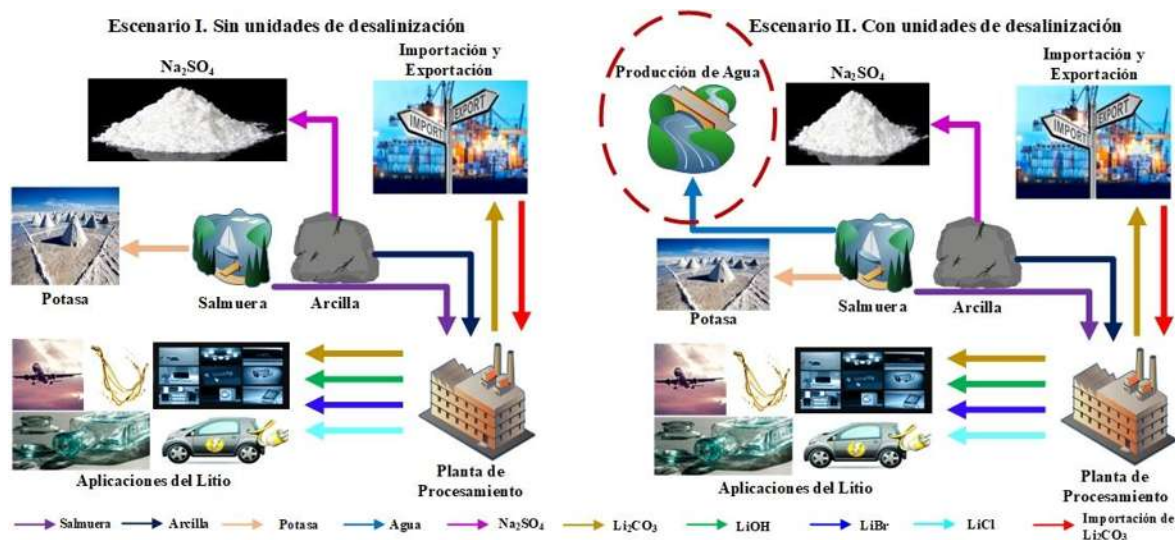 Escenario I. Sin unidades de desalinización
Na₂SO₄
Importación y
Exportación
IMPORT
EXPORT
Potasa
Salmuera
Arcilla
Aplicaciones del Litio
Planta de
Procesamiento
Escenario II. Con unidades de desalinización
Producción de Agua
Na₂SO₄
Importación y
Exportación
IMPORT
EXPORT
Potasa
Salmuera
Arcilla
Aplicaciones del Litio
Planta de
Procesamiento
Salmuera
Arcilla
Potasa
Agua
Na₂SO₄
Li₂CO₃
LiOH
LiBr
LiCl
Importación de
Li₂CO₃